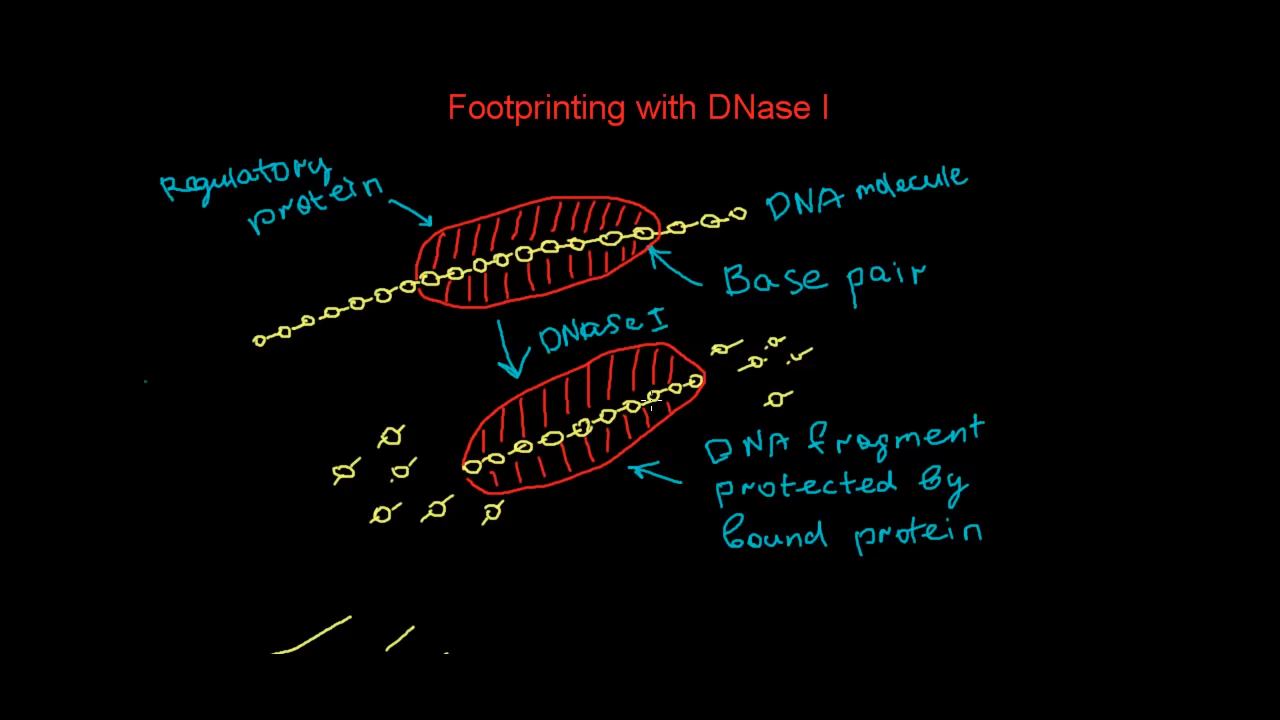 Footprinting with DNase I
Regulatory
protein
DNA molecule
Base pair
DNase I
DNA fragment
protected by
bound protein